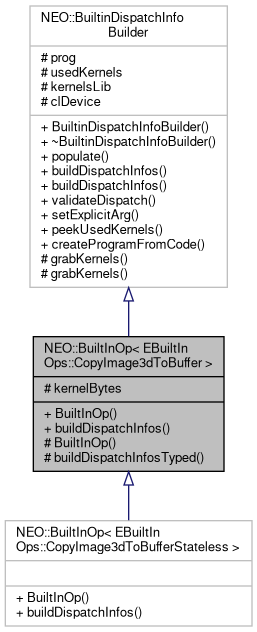 NEO::BuiltinDispatchInfo
Builder
# prog
# usedKernels
# kernelsLib
# clDevice
+ BuiltinDispatchInfoBuilder()
+ ~BuiltinDispatchInfoBuilder()
+ populate()
+ buildDispatchInfos()
+ buildDispatchInfos()
+ validateDispatch()
+ setExplicitArg()
+ peekUsedKernels()
+ createProgramFromCode()
# grabKernels()
# grabKernels()
NEO::BuiltInOp< EBuiltIn
Ops::CopyImage3dToBuffer >
# kernelBytes
+ BuiltInOp()
+ buildDispatchInfos()
# BuiltInOp()
# buildDispatchInfosTyped()
NEO::BuiltInOp< EBuiltIn
Ops::CopyImage3dToBufferStateless >
+ BuiltInOp()
+ buildDispatchInfos()